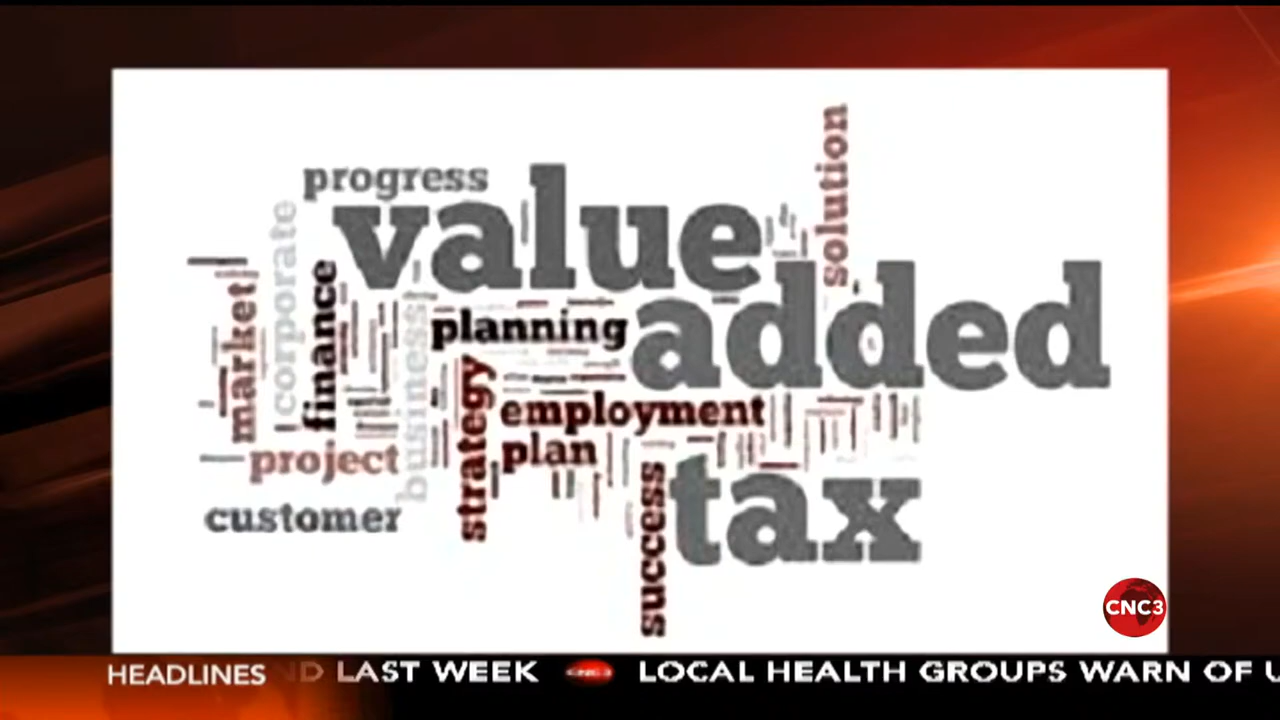 solution
progress
value
corporate
finance
market
added
planning
business
strategy
employment
plan
project
tax
success
customer
CNC3
HEADLINES
LAST WEEK CNC3 LOCAL HEALTH GROUPS WARN OF